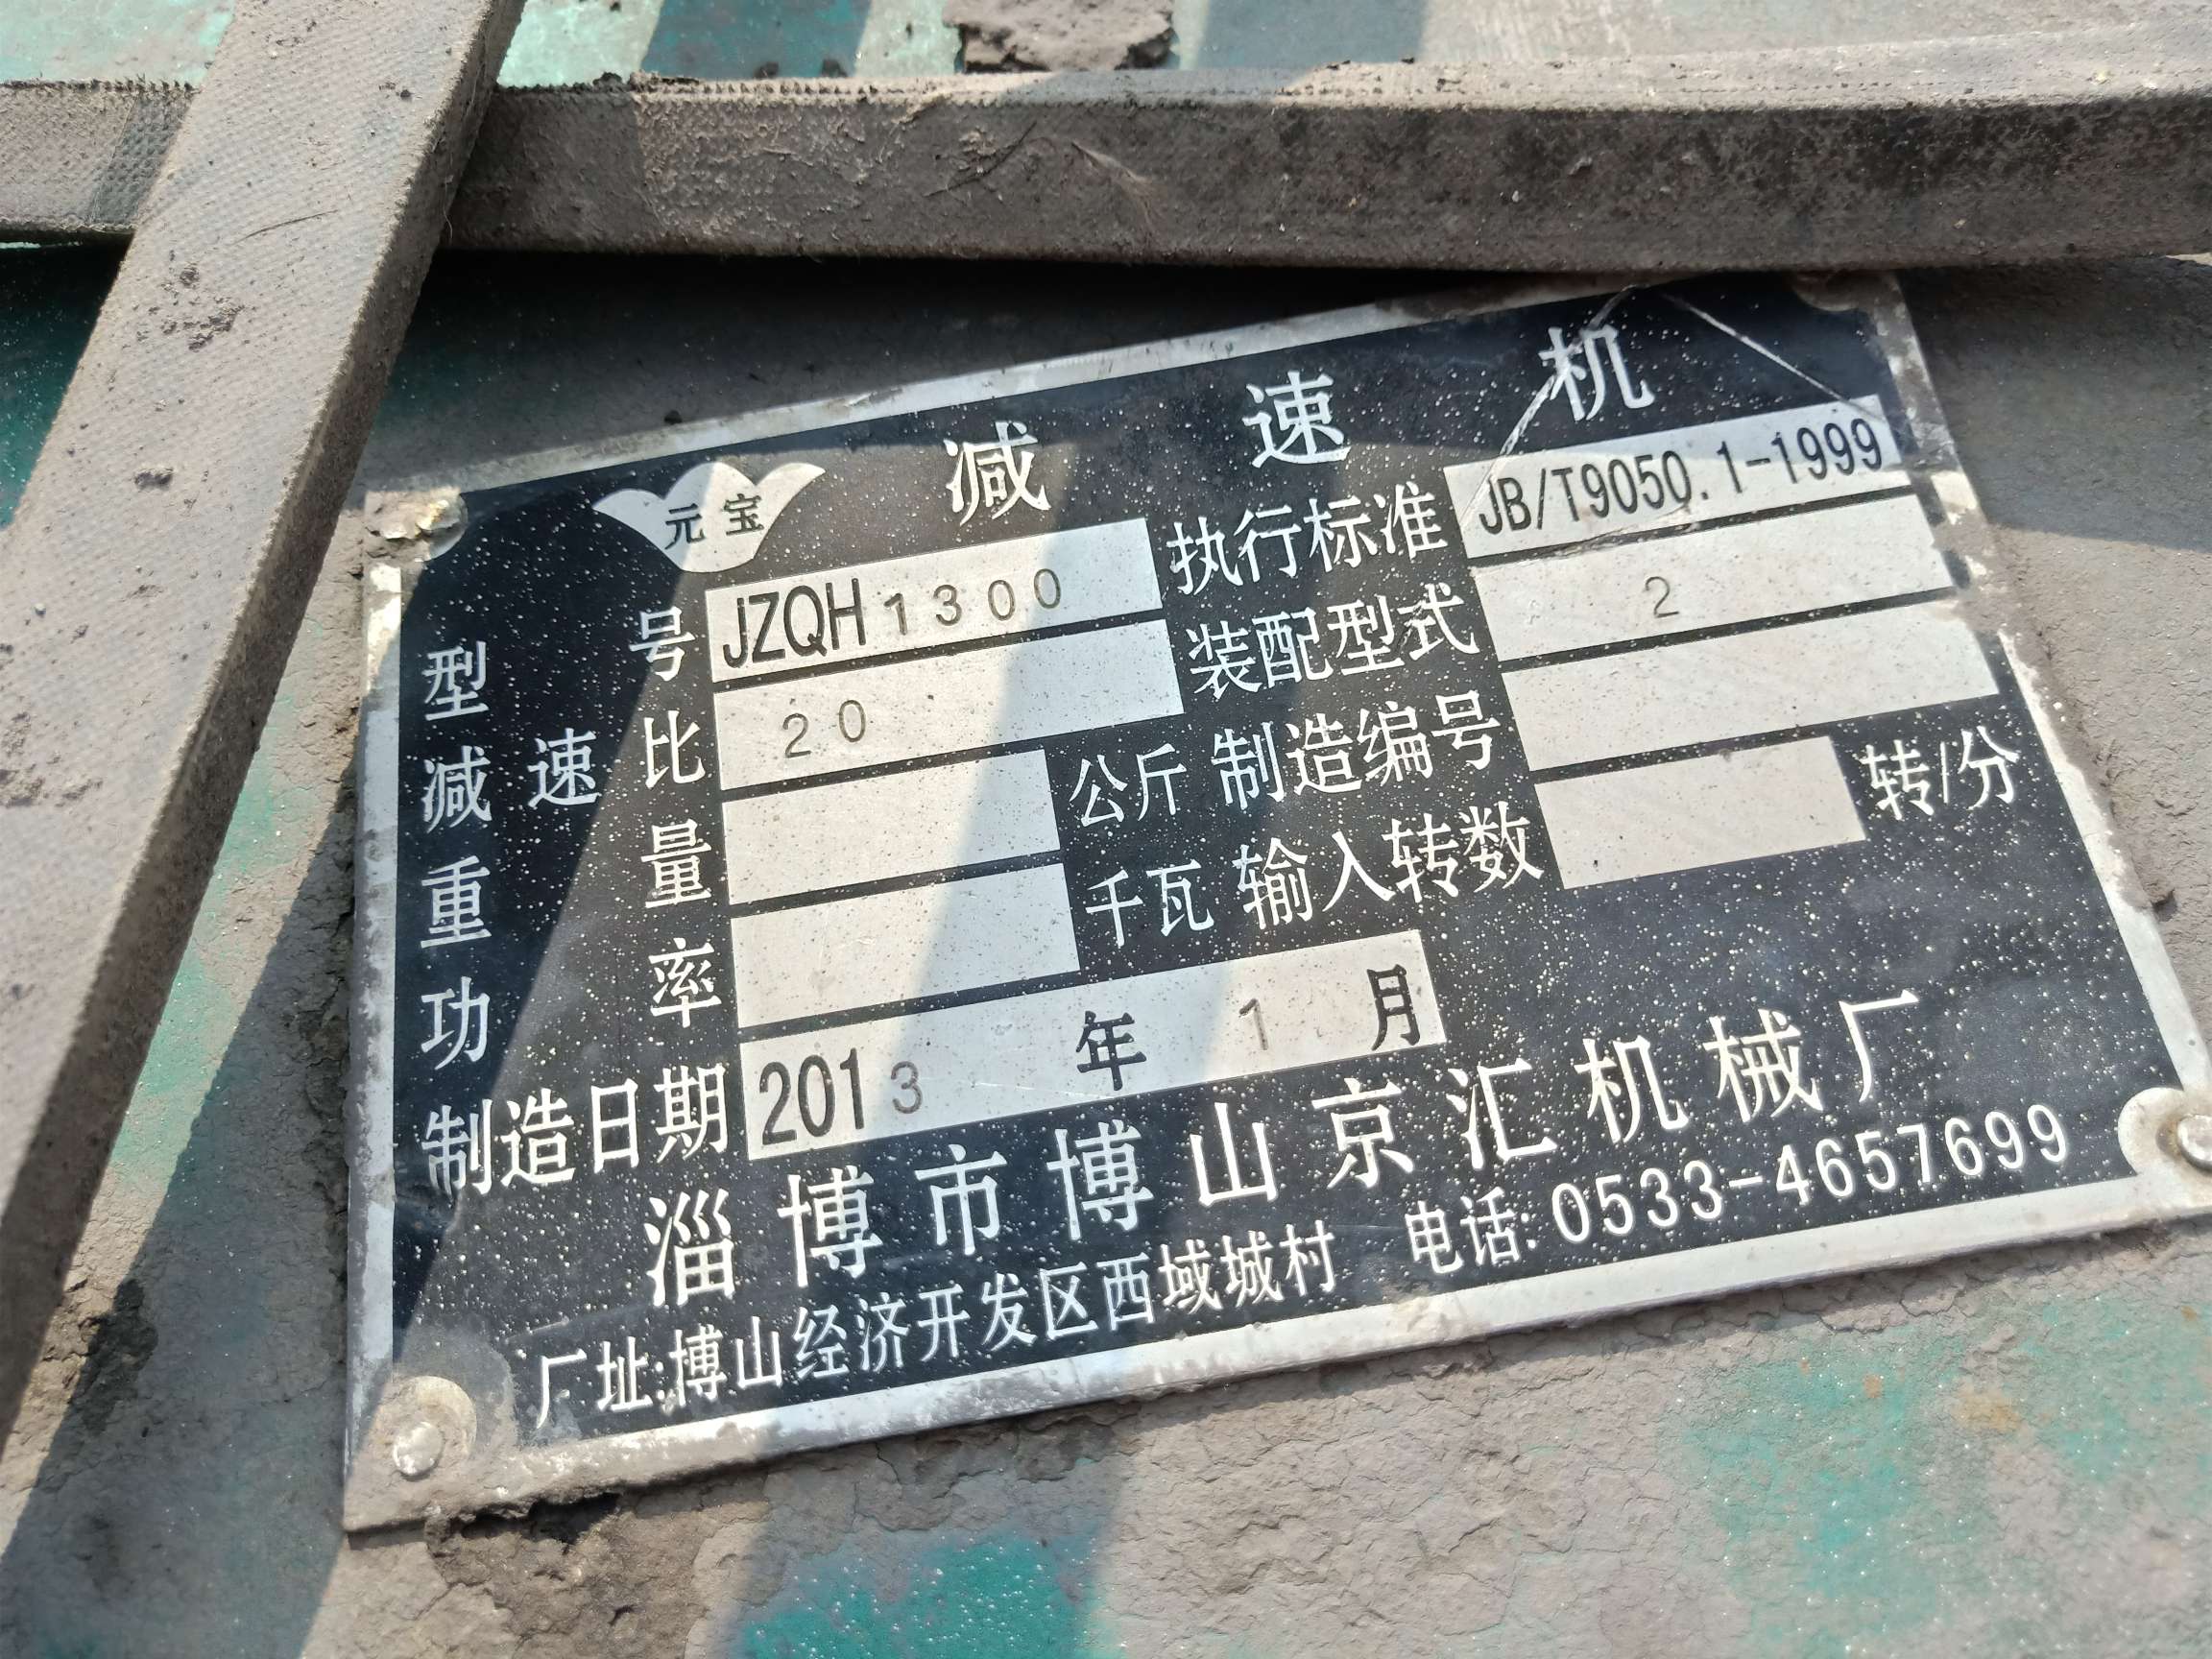 元宝
减速机
型号 JZQH1300 执行标准 JB/T9050.1-1999
减速比 20 装配型式 2
重量 公斤 制造编号
功率 千瓦 输入转数 转/分
制造日期 2013 年 1 月
淄博市博山京汇机械厂
厂址:博山经济开发区西域城村 电话:0533-4657699